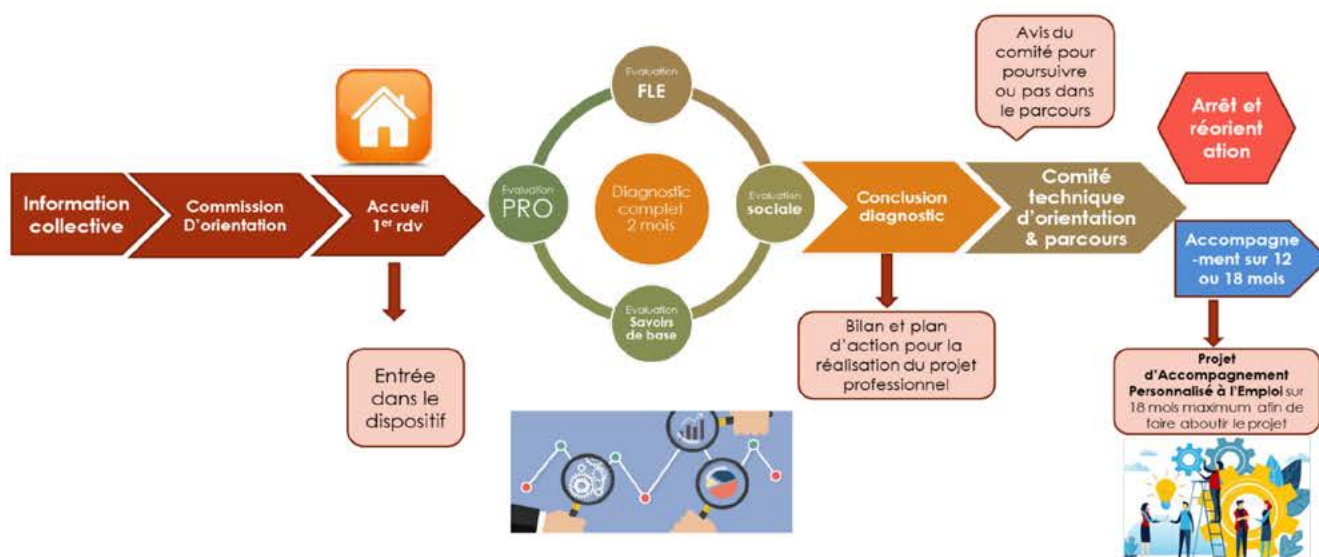 Information
collective
Commission
D'orientation
Accueil
1er rdv
Entrée
dans le
dispositif
Evaluation
FLE
Evaluation
PRO
Diagnostic
complet
2 mois
Evaluation
sociale
Evaluation
Savoirs
de base
Conclusion
diagnostic
Bilan et plan
d'action pour la
réalisation du projet
professionnel
Avis du
comité pour
poursuivre
ou pas dans
le parcours
Comité
technique
d'orientation
& parcours
Arrêt et
réorient
ation
Accompagne
-ment sur 12
ou 18 mois
Projet
d'Accompagnement
Personnalisé à l'Emploi sur
18 mois maximum afin de
faire aboutir le projet